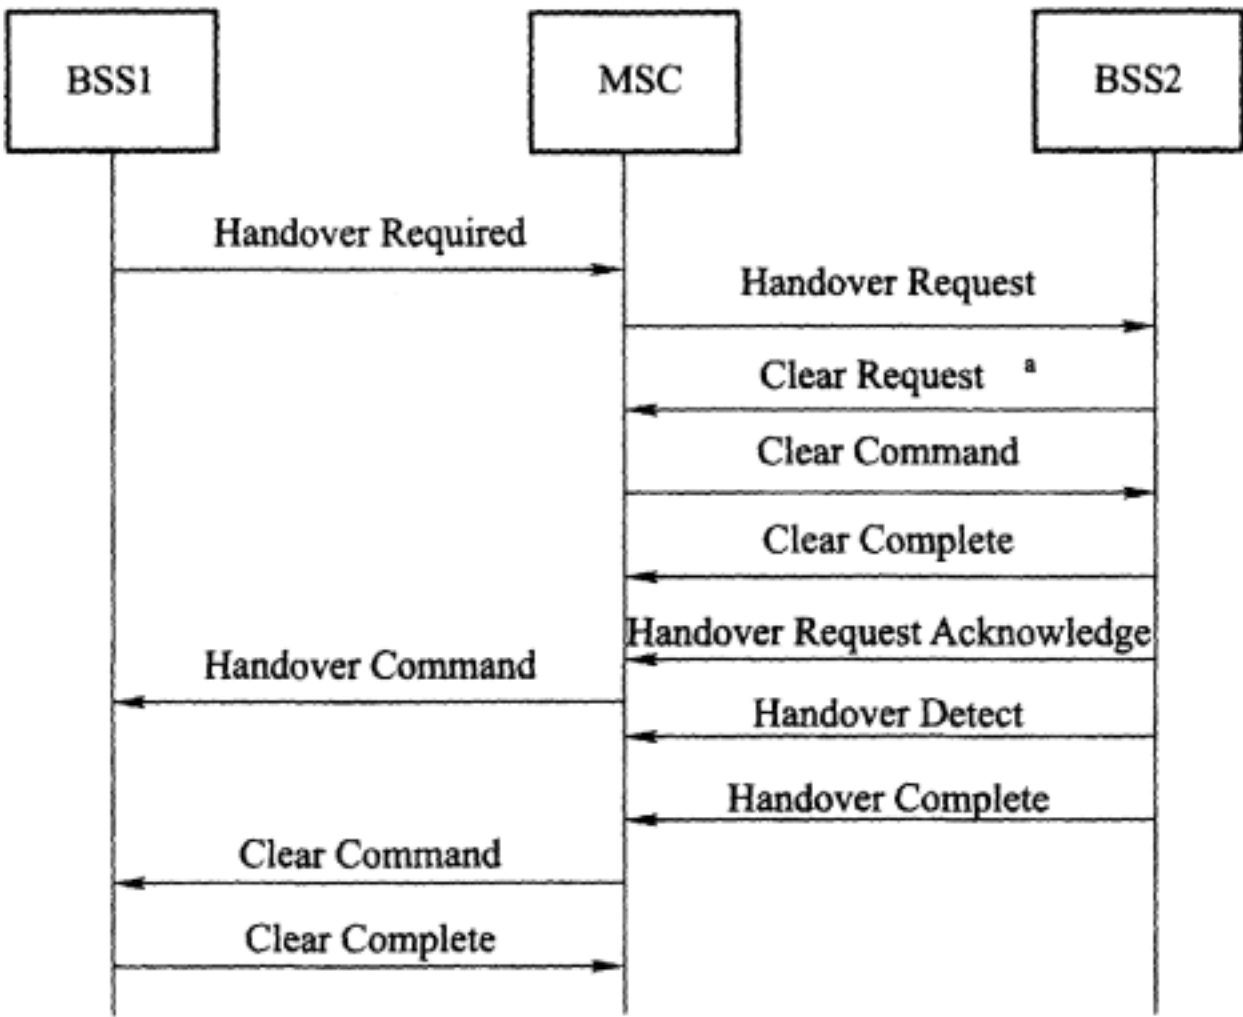 BSS1
MSC
BSS2
Handover Required
Handover Request
Clear Request a
Clear Command
Clear Complete
Handover Request Acknowledge
Handover Command
Handover Detect
Handover Complete
Clear Command
Clear Complete